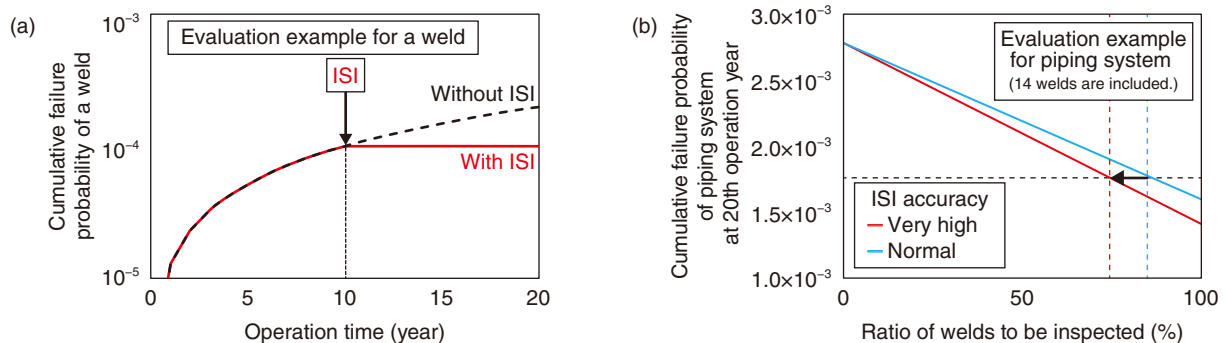 (a)
Cumulative failure
probability of a weld
10⁻³
10⁻⁴
10⁻⁵
Evaluation example for a weld
ISI
Without ISI
With ISI
0
5
10
15
20
Operation time (year)
(b)
Cumulative failure probability
of piping system
at 20th operation year
3.0×10⁻³
2.5×10⁻³
2.0×10⁻³
1.5×10⁻³
1.0×10⁻³
Evaluation example
for piping system
(14 welds are included.)
ISI accuracy
Very high
Normal
0
50
100
Ratio of welds to be inspected (%)